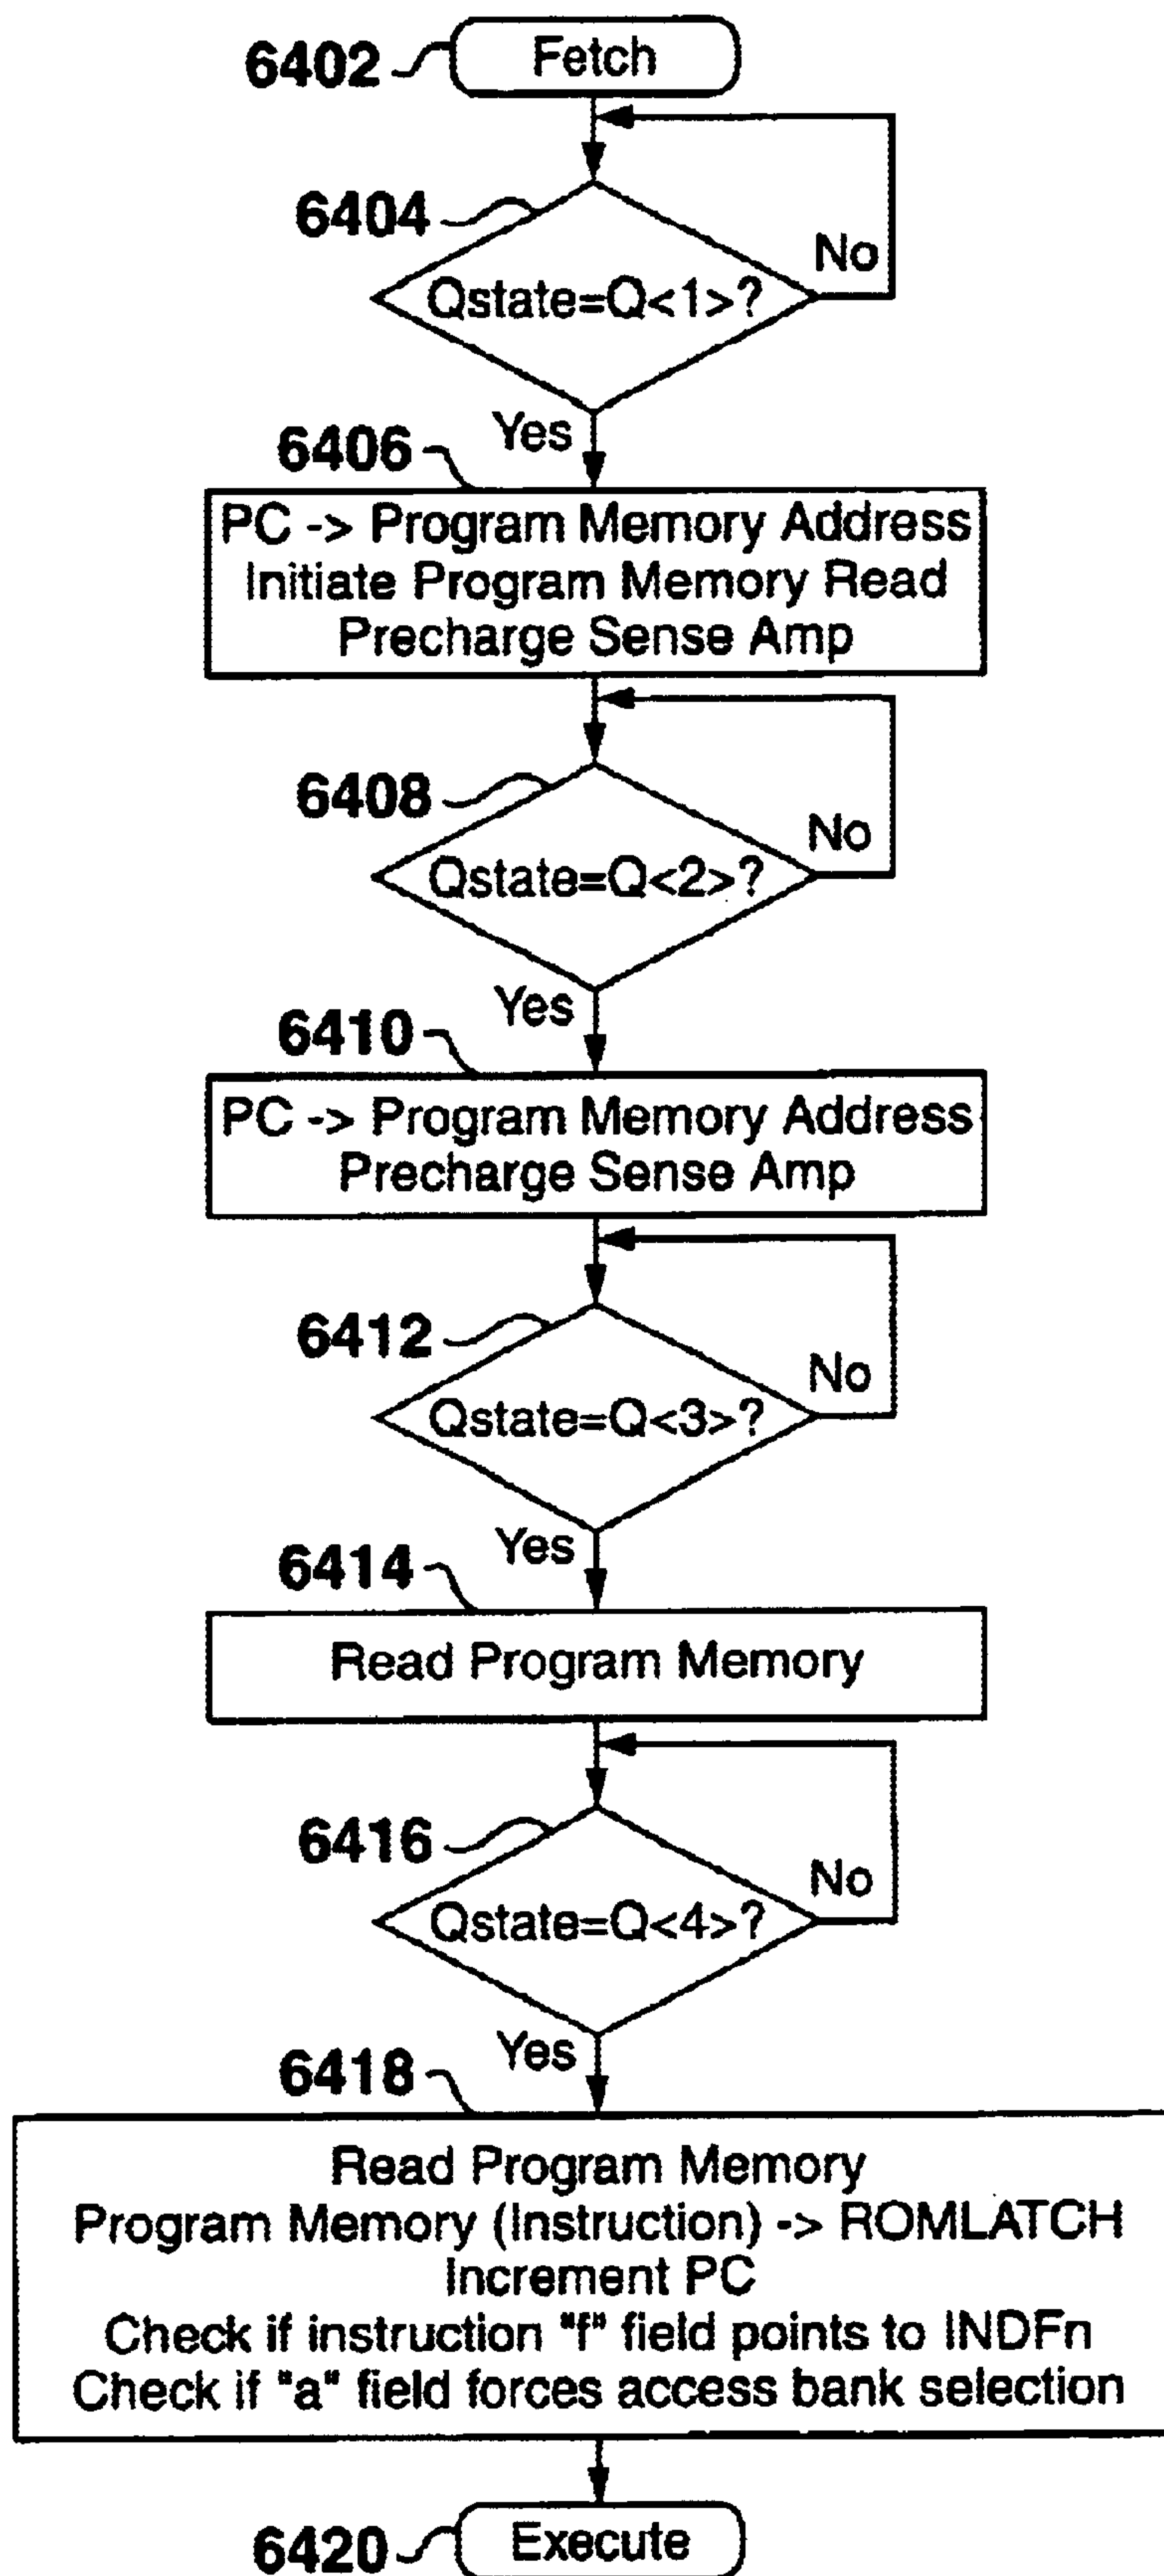 6402
Fetch
6404
Qstate=Q<1>?
No
Yes
6406
PC -> Program Memory Address
Initiate Program Memory Read
Precharge Sense Amp
6408
Qstate=Q<2>?
No
Yes
6410
PC -> Program Memory Address
Precharge Sense Amp
6412
Qstate=Q<3>?
No
Yes
6414
Read Program Memory
6416
Qstate=Q<4>?
No
Yes
6418
Read Program Memory
Program Memory (Instruction) -> ROMLATCH
Increment PC
Check if instruction "f" field points to INDFn
Check if "a" field forces access bank selection
6420
Execute